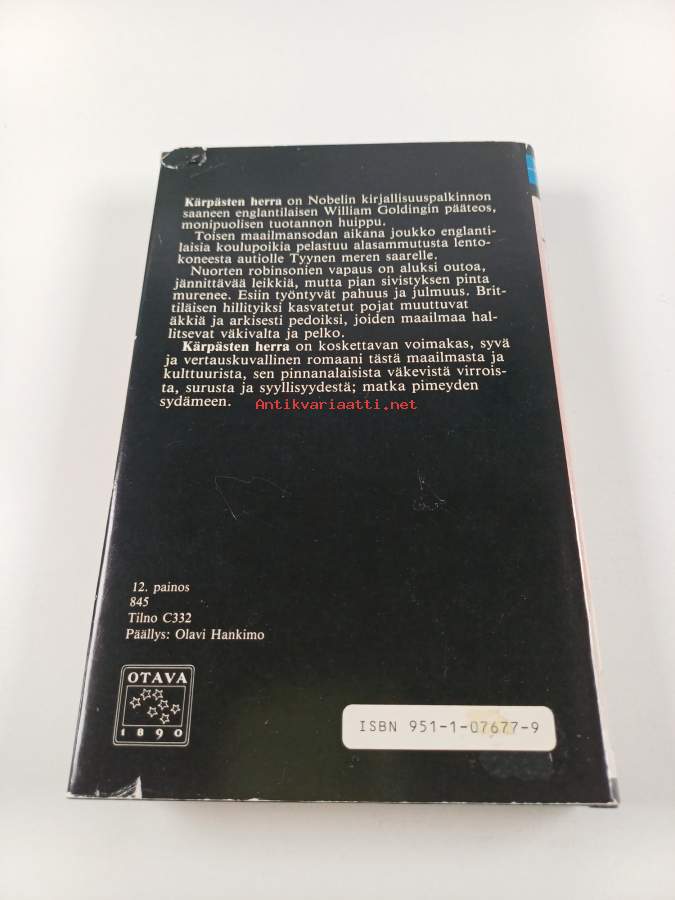 Kärpästen herra on Nobelin kirjallisuuspalkinnon
saaneen englantilaisen William Goldingin pääteos,
monipuolisen tuotannon huippu.
Toisen maailmansodan aikana joukko englanti-
laisia koulupoikia pelastuu alasammutusta lento-
koneesta autiolle Tyynen meren saarelle.
Nuorten robinsonien vapaus on aluksi outoa,
jännittävää leikkiä, mutta pian sivistyksen pinta
murenee. Esiin työntyvät pahuus ja julmuus. Brit-
tiläisen hillityiksi kasvatetut pojat muuttuvat
äkkiä ja arkisesti pedoiksi, joiden maailmaa hal-
litsevat väkivalta ja pelko.
Kärpästen herra on koskettavan voimakas, syvä
ja vertauskuvallinen romaani tästä maailmasta ja
kulttuurista, sen pinnanalaisista väkevistä virrois-
ta, surusta ja syyllisyydestä; matka pimeyden
sydämeen.
Antikvariaatti.net
12. painos
845
Tilno C332
Päällys: Olavi Hankimo
OTAVA
1890
ISBN 951-1-07677-9